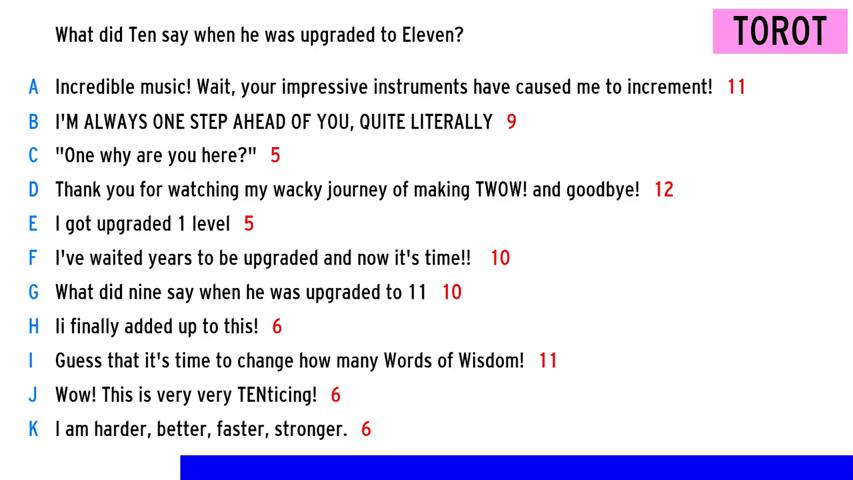 What did Ten say when he was upgraded to Eleven?
TOROT
A Incredible music! Wait, your impressive instruments have caused me to increment! 11
B I'M ALWAYS ONE STEP AHEAD OF YOU, QUITE LITERALLY 9
C "One why are you here?" 5
D Thank you for watching my wacky journey of making TWOW! and goodbye! 12
E I got upgraded 1 level 5
F I've waited years to be upgraded and now it's time!! 10
G What did nine say when he was upgraded to 11 10
H Ii finally added up to this! 6
I Guess that it's time to change how many Words of Wisdom! 11
J Wow! This is very very TENticing! 6
K I am harder, better, faster, stronger. 6